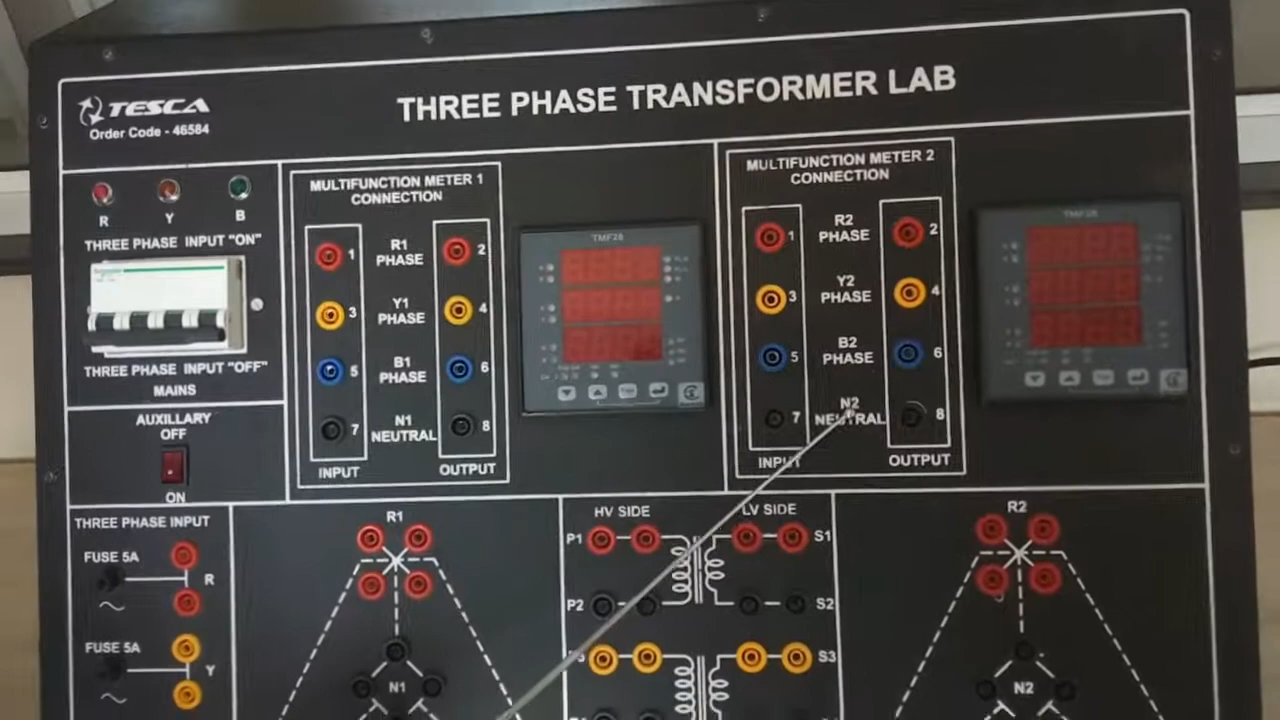 TESCA
Order Code - 46584
THREE PHASE TRANSFORMER LAB
R Y B
THREE PHASE INPUT "ON"
THREE PHASE INPUT "OFF"
MAINS
AUXILLARY
OFF
ON
MULTIFUNCTION METER 1
CONNECTION
1 R1 2
PHASE
3 Y1 4
PHASE
5 B1 6
PHASE
7 N1 8
NEUTRAL
INPUT OUTPUT
TMF28
MULTIFUNCTION METER 2
CONNECTION
1 R2 2
PHASE
3 Y2 4
PHASE
5 B2 6
PHASE
7 N2 8
NEUTRAL
INPUT OUTPUT
TMF28
THREE PHASE INPUT
FUSE 5A
R
FUSE 5A
Y
R1
N1
HV SIDE LV SIDE
P1 S1
P2 S2
P3 S3
R2
N2